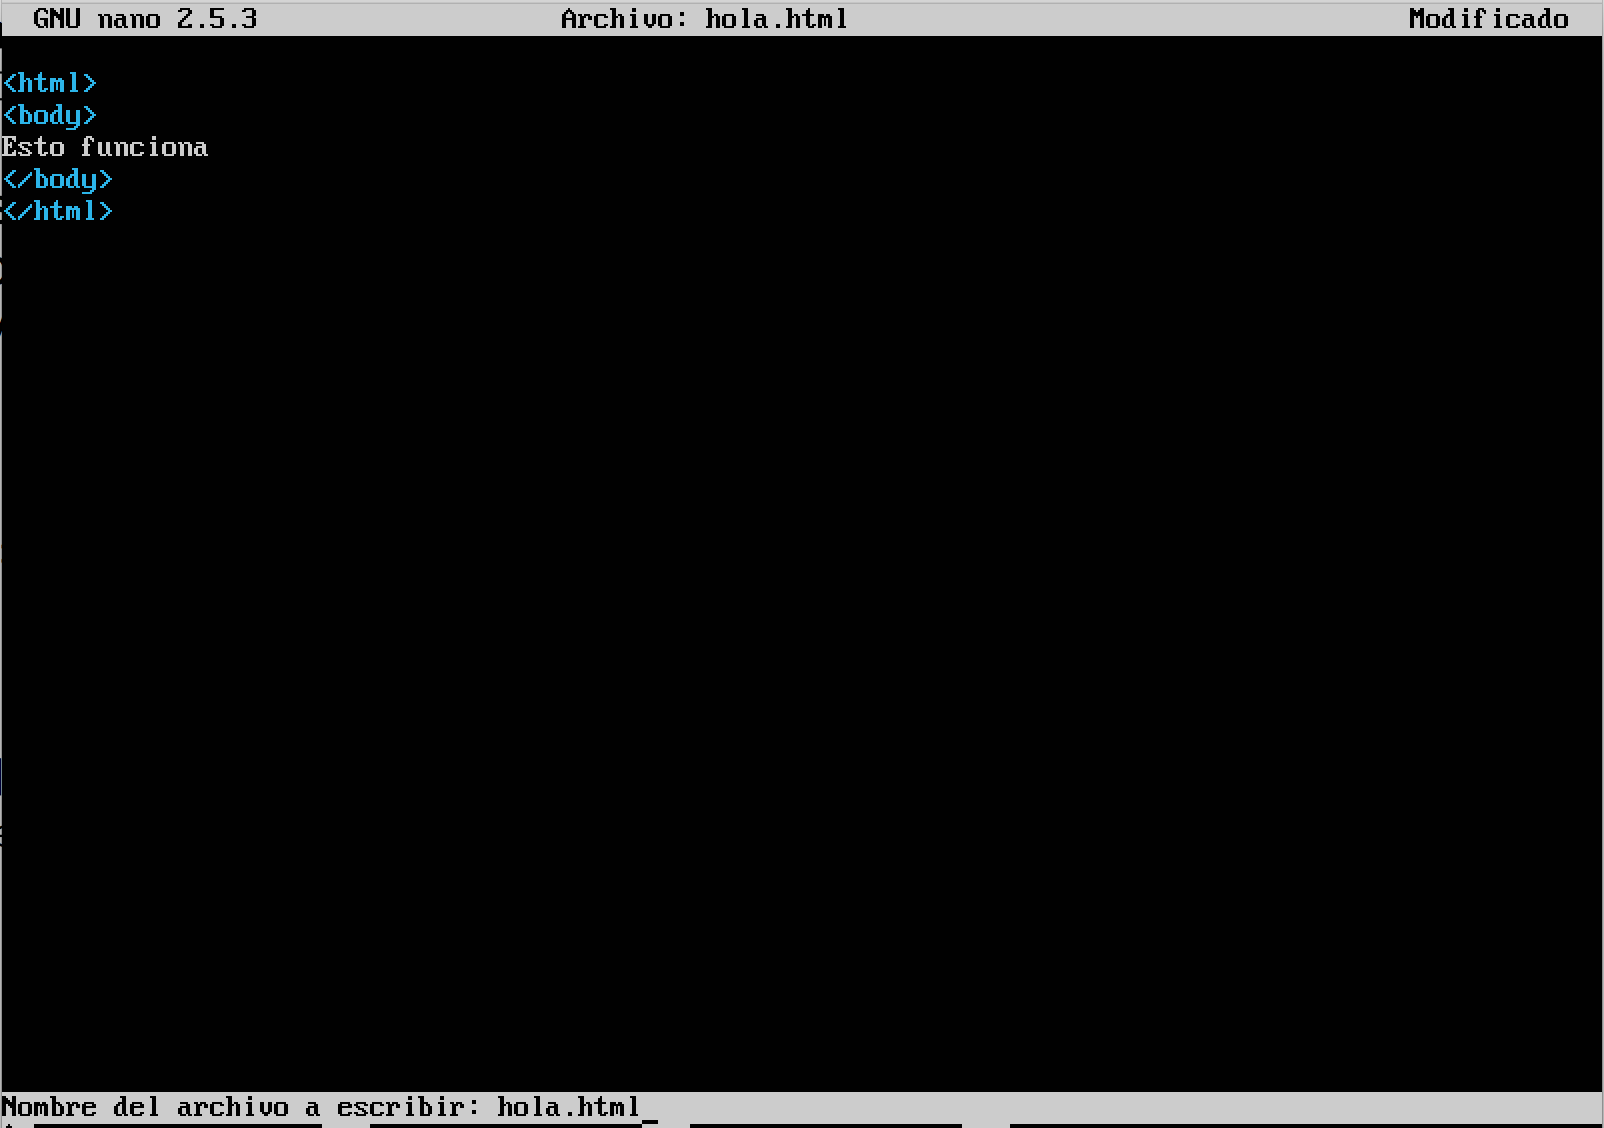 GNU nano 2.5.3 Archivo: hola.html Modificado
<html>
<body>
Esto funciona
</body>
</html>
Nombre del archivo a escribir: hola.html